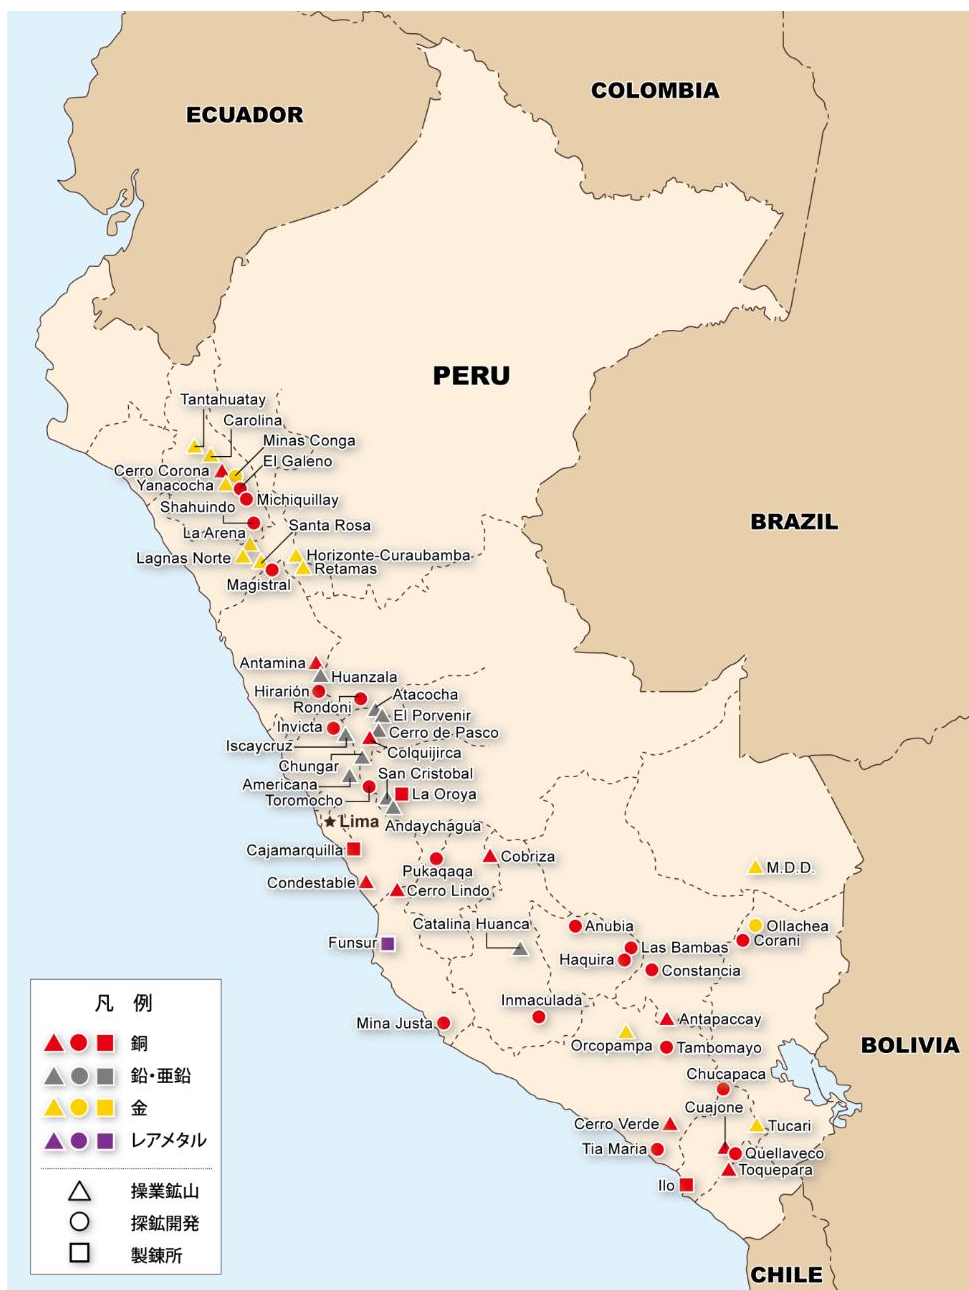 COLOMBIA
ECUADOR
PERU
Tantahuatay
Carolina
Minas Conga
El Galeno
Cerro Corona
Yanacocha
Michiquillay
Shahuindo
Santa Rosa
BRAZIL
La Arena
Lagnas Norte
Horizonte-Curaubamba
Retamas
Magistral
Antamina
Huanzala
Hirarión
Atacocha
Rondoni
El Porvenir
Invicta
Cerro de Pasco
Iscaycruz
Colquijirca
Chungar
San Cristobal
Americana
La Oroya
Toromocho
Lima
Andaychagua
Cajamarquilla
Cobriza
Pukaqaqa
M.D.D.
Condestable
Cerro Lindo
Catalina Huanca
Anubia
Ollachea
Funsur
Las Bambas
Corani
Haquira
Constancia
Inmaculada
Mina Justa
Antapaccay
Orcopampa
Tambomayo
BOLIVIA
Chucapaca
Cuajone
Cerro Verde
Tucari
Tia Maria
Quellaveco
Toquepara
Ilo
CHILE
凡 例
銅
鉛・亜鉛
金
レアメタル
操業鉱山
探鉱開発
製錬所